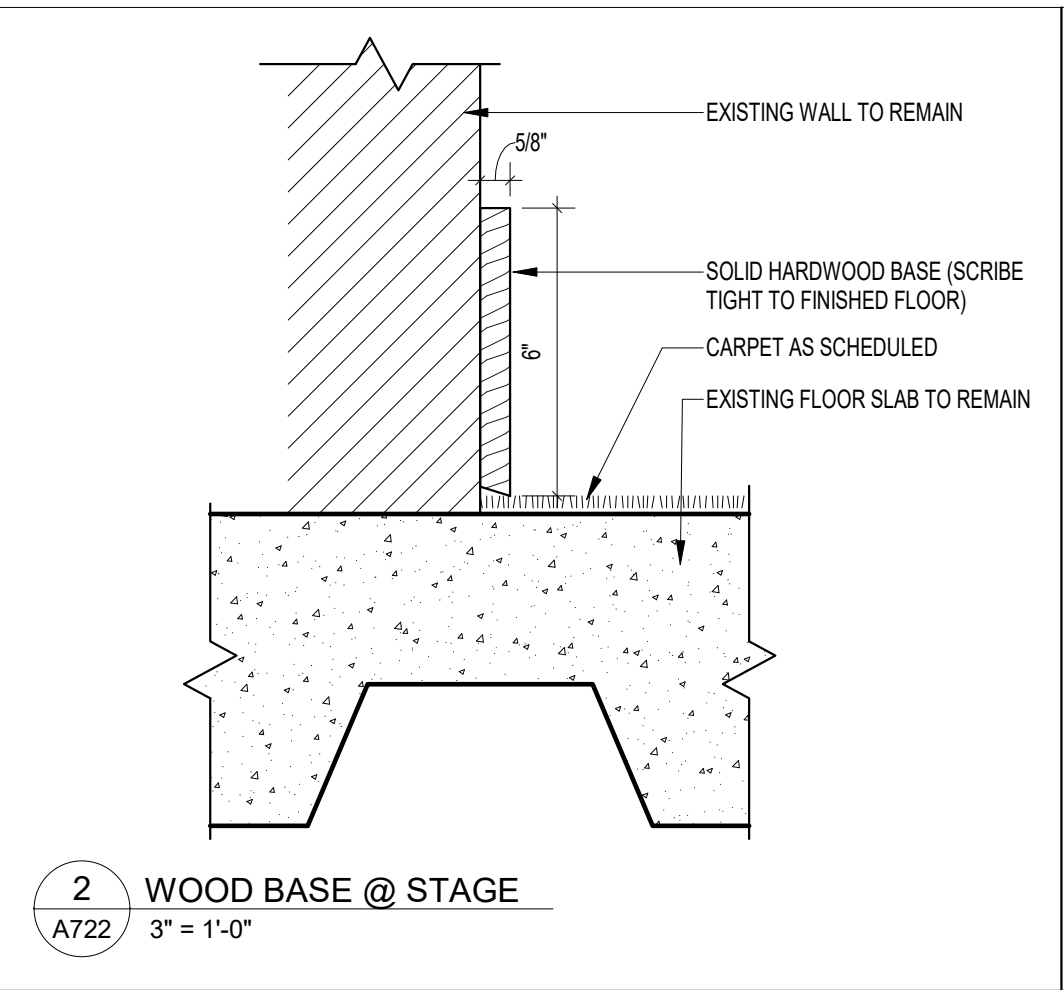 EXISTING WALL TO REMAIN
5/8"
SOLID HARDWOOD BASE (SCRIBE
TIGHT TO FINISHED FLOOR)
6"
CARPET AS SCHEDULED
EXISTING FLOOR SLAB TO REMAIN
2
WOOD BASE @ STAGE
A722
3" = 1'-0"